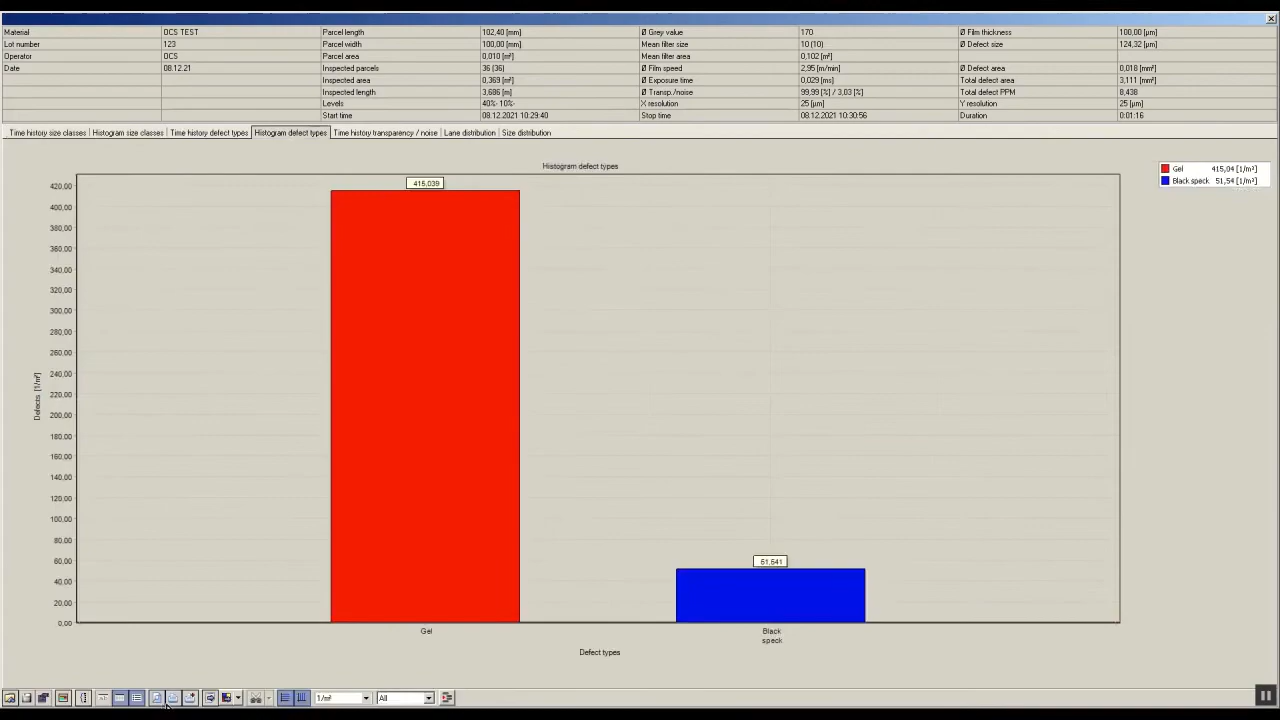 Material OCS TEST Parcel length 102,40 [mm] Ø Grey value 170 Ø Film thickness 100,00 [µm]
Lot number 123 Parcel width 100,00 [mm] Mean filter size 10 (10) Ø Defect size 124,32 [µm]
Operator OCS Parcel area 0,010 [m²] Mean filter area 0,102 [m²]
Date 08.12.21 Inspected parcels 36 (36) Ø Film speed 2,95 [m/min] Ø Defect area 0,018 [mm²]
Inspected area 0,369 [m²] Ø Exposure time 0,029 [ms] Total defect area 3,111 [mm²]
Inspected length 3,686 [m] Ø Transp./noise 99,99 [%] / 3,03 [%] Total defect PPM 8,438
Levels 40%- 10%- X resolution 25 [µm] Y resolution 25 [µm]
Start time 08.12.2021 10:29:40 Stop time 08.12.2021 10:30:56 Duration 0:01:16
Time history size classes Histogram size classes Time history defect types Histogram defect types Time history transparency / noise Lane distribution Size distribution
Histogram defect types
Gel 415,04 [1/m²]
Black speck 51,54 [1/m²]
415,039
420,00
400,00
380,00
360,00
340,00
320,00
300,00
280,00
260,00
240,00
220,00
200,00
180,00
160,00
140,00
120,00
100,00
80,00
60,00
40,00
20,00
0,00
Defects [1/m²]
51,541
Gel
Black
speck
Defect types
1/m² All